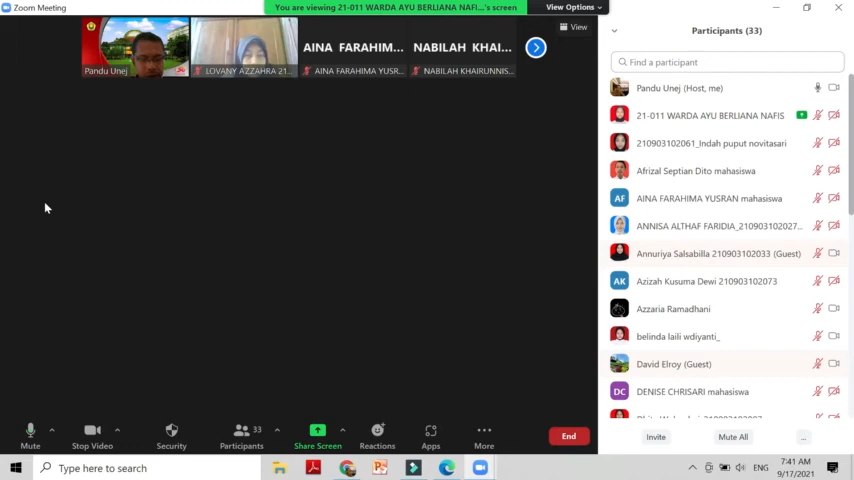 Zoom Meeting
You are viewing 21-011 WARDA AYU BERLIANA NAFI...'s screen
View Options
View
Pandu Unej
LOVANY AZZAHRA 21...
AINA FARAHIM...
AINA FARAHIMA YUSR...
NABILAH KHAI...
NABILAH KHAIRUNNIS...
Participants (33)
Find a participant
Pandu Unej (Host, me)
21-011 WARDA AYU BERLIANA NAFIS
210903102061_Indah puput novitasari
Afrizal Septian Dito mahasiswa
AF AINA FARAHIMA YUSRAN mahasiswa
ANNISA ALTHAF FARIDIA_210903102027...
Annuriya Salsabilla 210903102033 (Guest)
AK Azizah Kusuma Dewi 210903102073
Azzaria Ramadhani
belinda laili wdiyanti_
David Elroy (Guest)
DC DENISE CHRISARI mahasiswa
Invite
Mute All
...
Mute
Stop Video
Security
33
Participants
Share Screen
Reactions
Apps
More
End
Type here to search
ENG
7:41 AM
9/17/2021